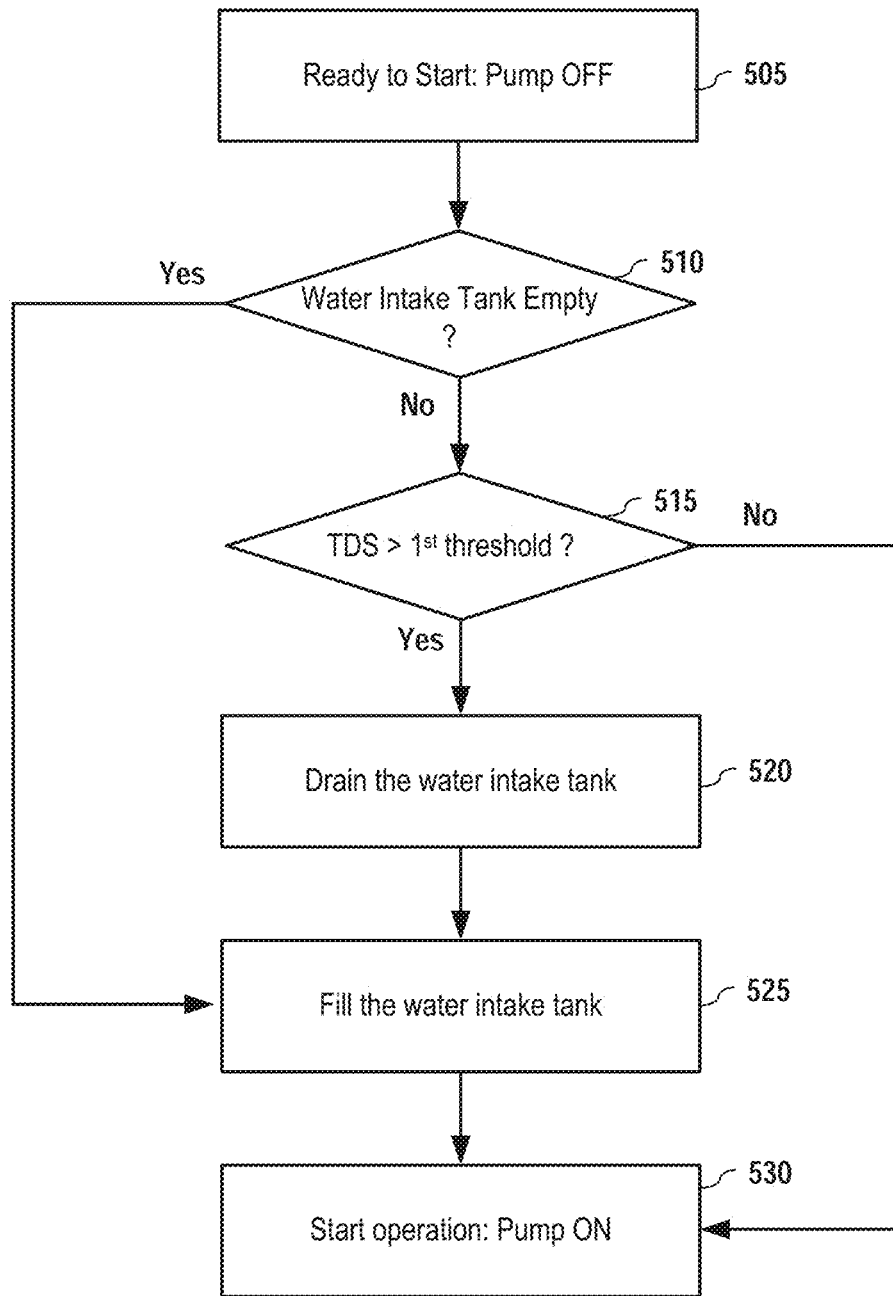 Ready to Start: Pump OFF
505
510
Yes
Water Intake Tank Empty
?
No
515
No
TDS > 1st threshold ?
Yes
520
Drain the water intake tank
525
Fill the water intake tank
530
Start operation: Pump ON